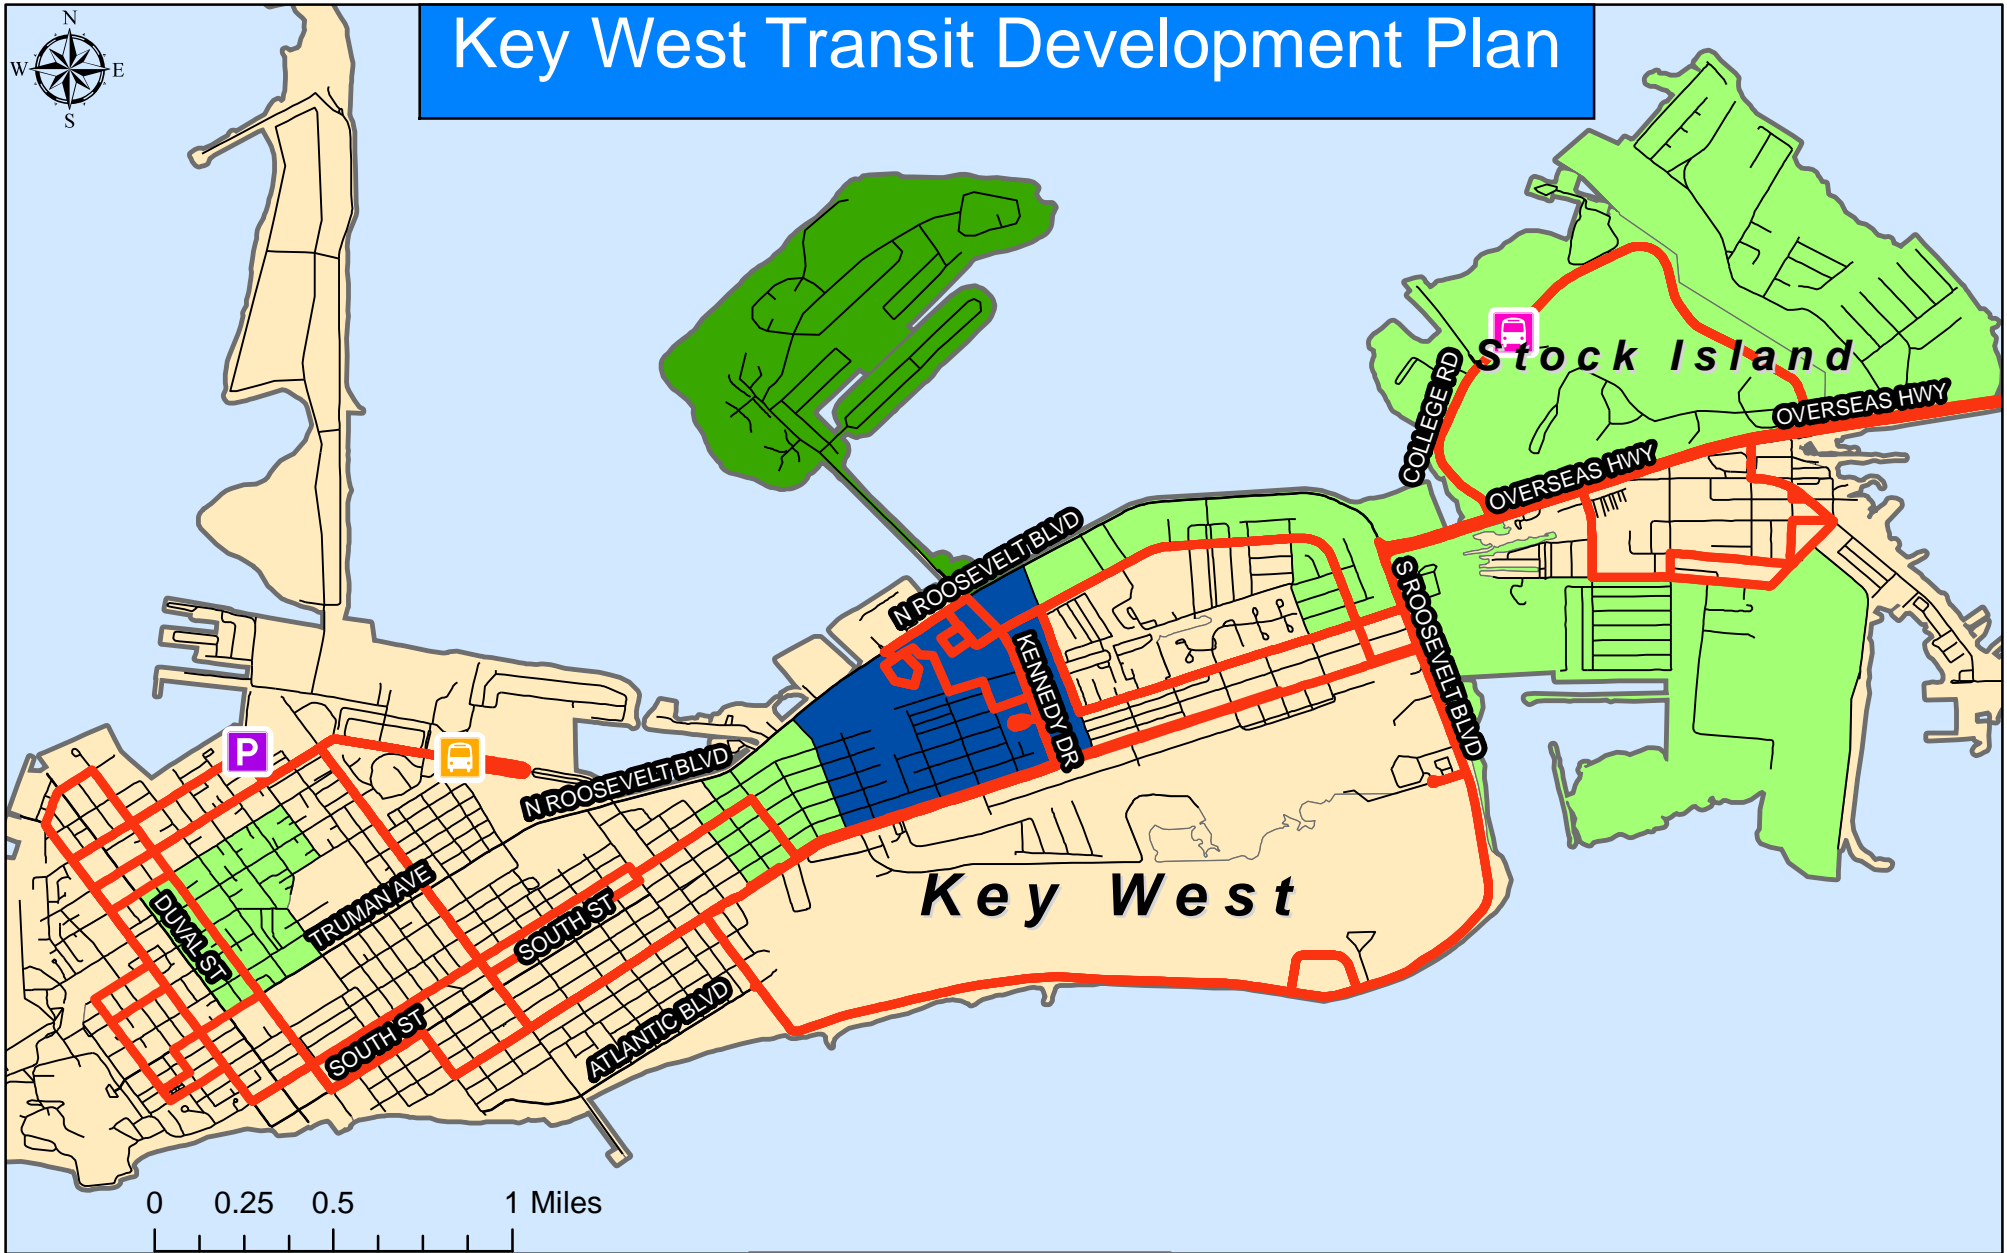 Key West Transit Development Plan
N
W E
S
Stock Island
COLLEGE RD
OVERSEAS HWY
OVERSEAS HWY
N ROOSEVELT BLVD
S ROOSEVELT BLVD
KENNEDY DR
P
N ROOSEVELT BLVD
Key West
TRUMAN AVE
DUVAL ST
SOUTH ST
SOUTH ST
ATLANTIC BLVD
0 0.25 0.5 1 Miles